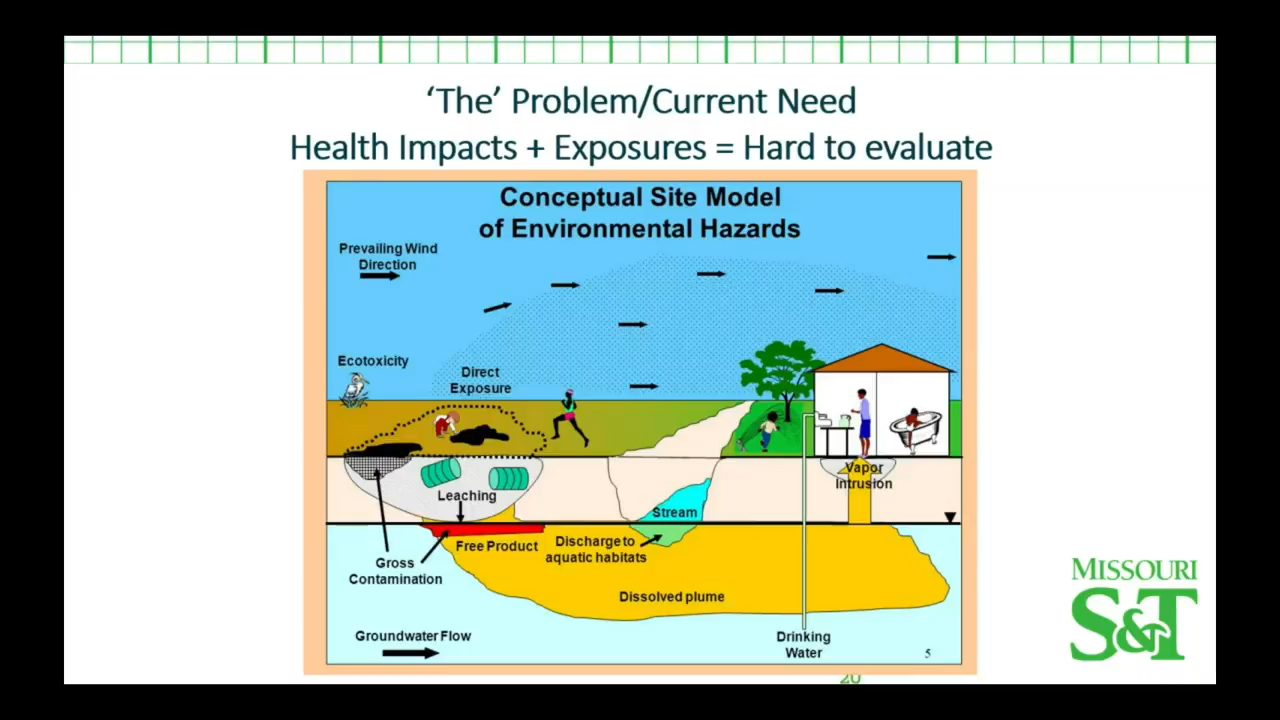 ‘The’ Problem/Current Need
Health Impacts + Exposures = Hard to evaluate
Conceptual Site Model
of Environmental Hazards
Prevailing Wind
Direction
Ecotoxicity
Direct
Exposure
Leaching
Vapor
Intrusion
Stream
Free Product
Discharge to
aquatic habitats
Gross
Contamination
Dissolved plume
Groundwater Flow
Drinking
Water
5
MISSOURI
S&T
20